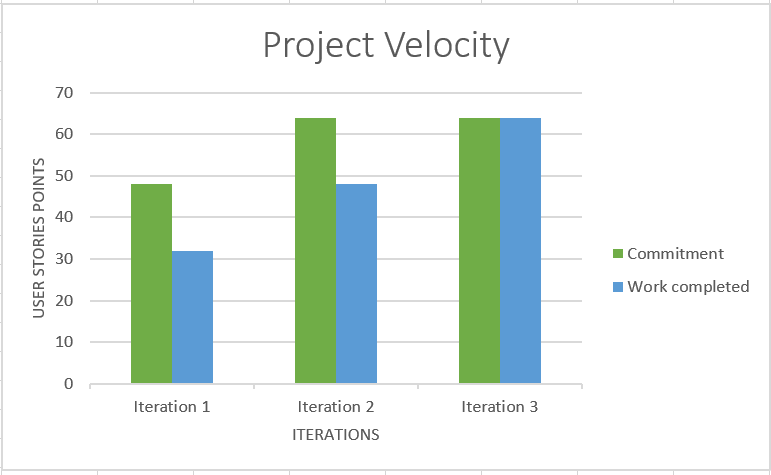 Project Velocity
USER STORIES POINTS
70
60
50
40
30
20
10
0
Iteration 1
Iteration 2
Iteration 3
ITERATIONS
Commitment
Work completed